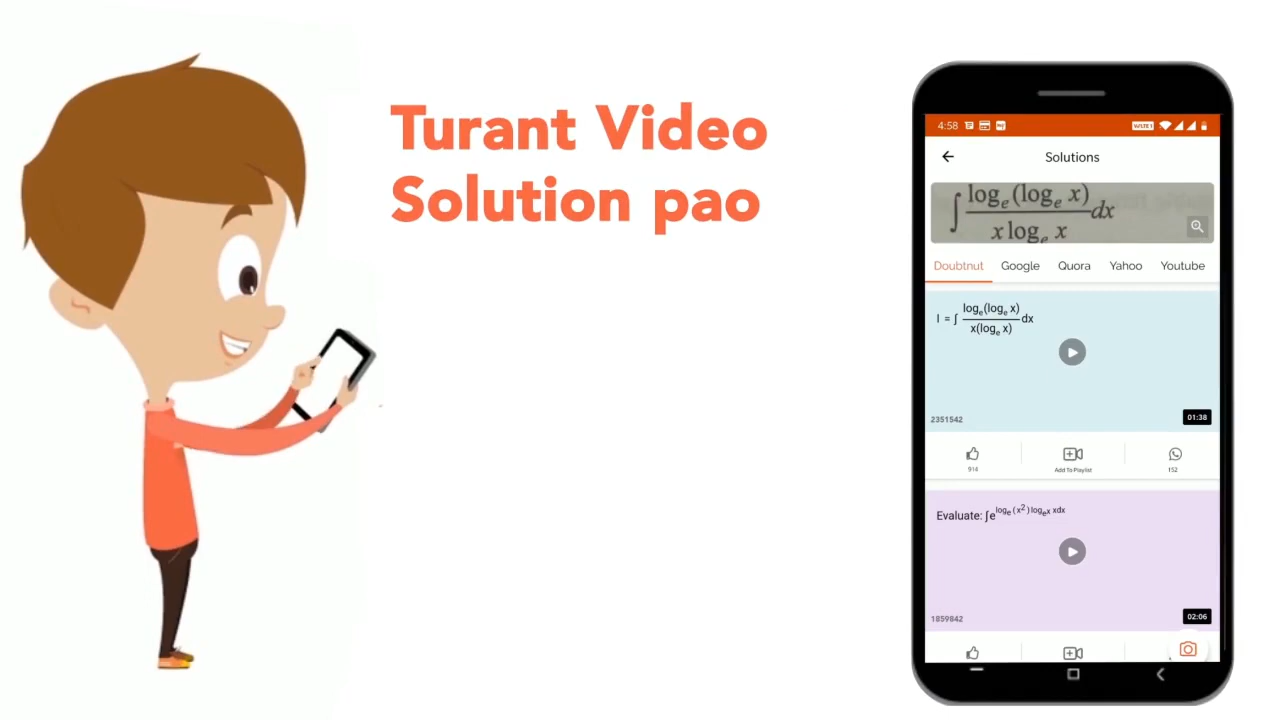 Turant Video
Solution pao
4:58
VoLTE1
Solutions
∫ logₑ(logₑ x) / x logₑ x dx
Doubtnut Google Quora Yahoo Youtube
I = ∫ logₑ(logₑ x) / x(logₑ x) dx
2351542
01:38
914
Add To Playlist
152
Evaluate: ∫e^logₑ(x²)logₑx xdx
1859842
02:06